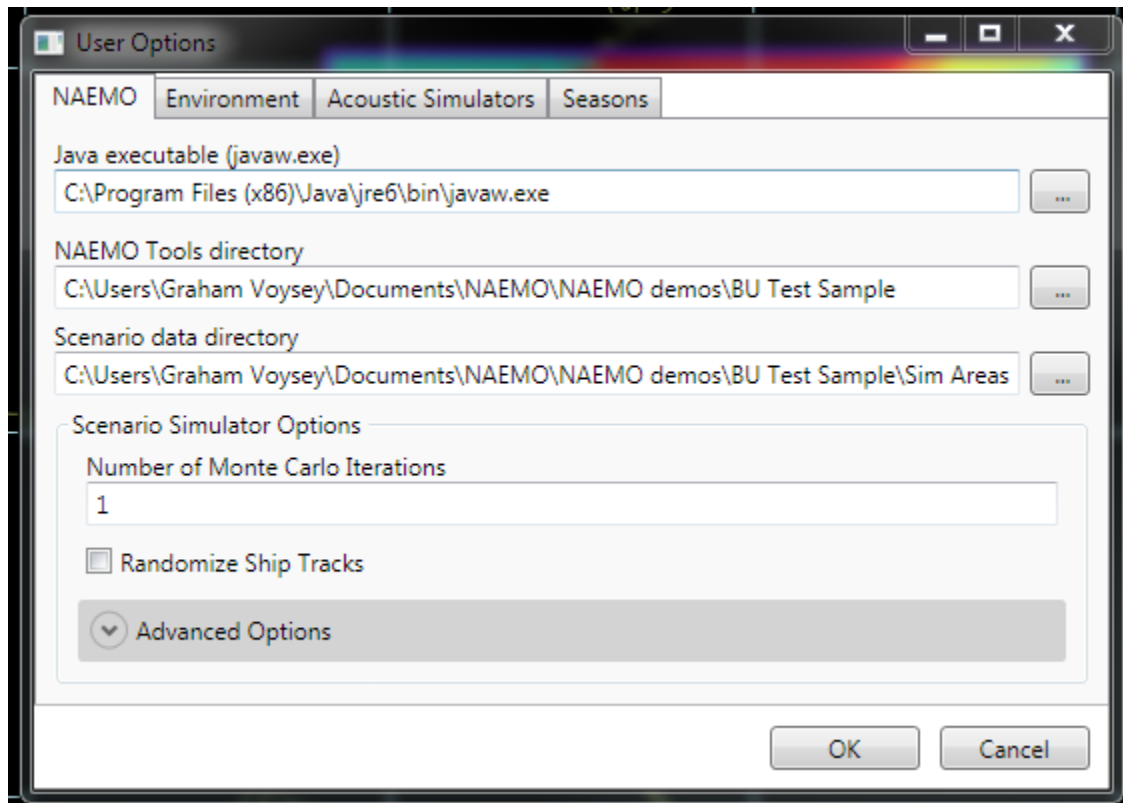 User Options
NAEMO Environment Acoustic Simulators Seasons
Java executable (javaw.exe)
C:\Program Files (x86)\Java\jre6\bin\javaw.exe ...
NAEMO Tools directory
C:\Users\Graham Voysey\Documents\NAEMO\NAEMO demos\BU Test Sample ...
Scenario data directory
C:\Users\Graham Voysey\Documents\NAEMO\NAEMO demos\BU Test Sample\Sim Areas ...
Scenario Simulator Options
Number of Monte Carlo Iterations
1
Randomize Ship Tracks
Advanced Options
OK Cancel